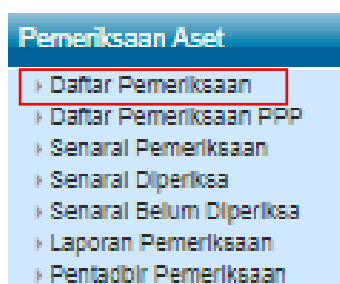 Pemeriksaan Aset
Daftar Pemeriksaan
Daftar Pemeriksaan PPP
Senarai Pemeriksaan
Senarai Diperiksa
Senarai Belum Diperiksa
Laporan Pemeriksaan
Pentadbir Pemeriksaan